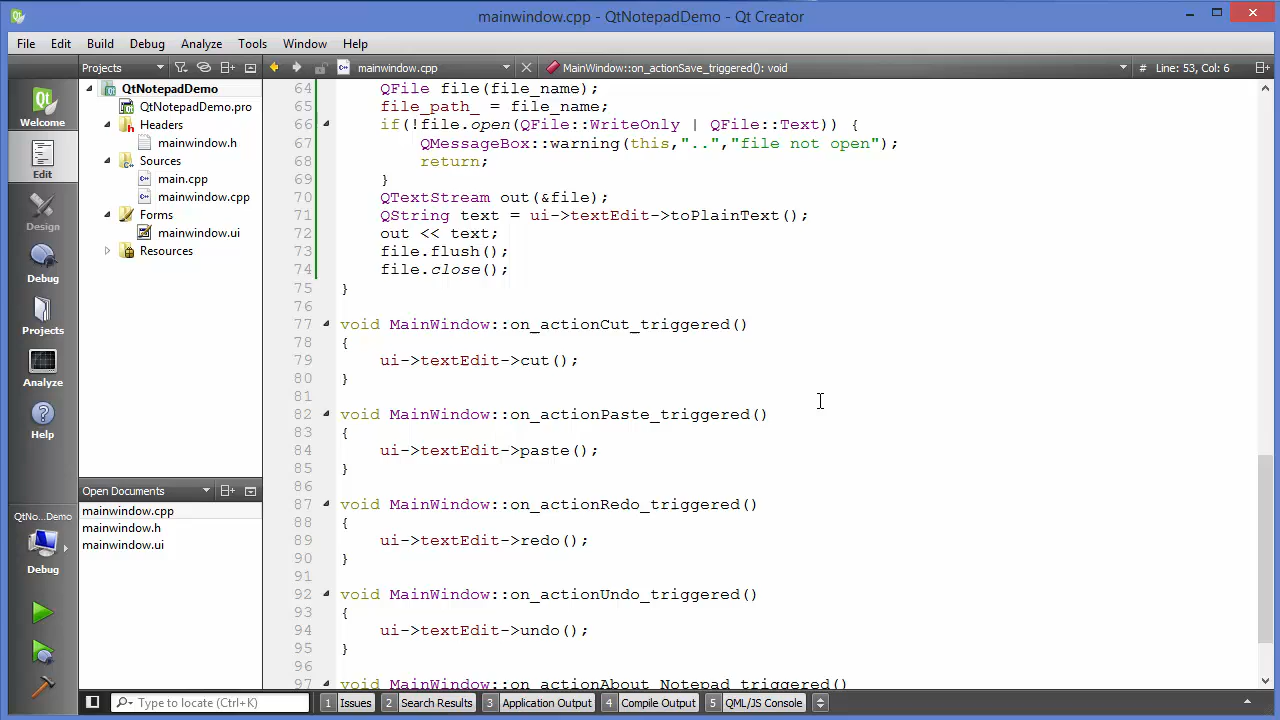 mainwindow.cpp - QtNotepadDemo - Qt Creator
File Edit Build Debug Analyze Tools Window Help
Projects mainwindow.cpp MainWindow::on_actionSave_triggered(): void # Line: 53, Col: 6
Welcome
Edit
Design
Debug
Projects
Analyze
Help
QtNo...Demo
Debug
QtNotepadDemo
QtNotepadDemo.pro
Headers
mainwindow.h
Sources
main.cpp
mainwindow.cpp
Forms
mainwindow.ui
Resources
Open Documents
mainwindow.cpp
mainwindow.h
mainwindow.ui
64 QFile file(file_name);
65 file_path_ = file_name;
66 if(!file.open(QFile::WriteOnly | QFile::Text)) {
67 QMessageBox::warning(this,"..","file not open");
68 return;
69 }
70 QTextStream out(&file);
71 QString text = ui->textEdit->toPlainText();
72 out << text;
73 file.flush();
74 file.close();
75 }
76
77 void MainWindow::on_actionCut_triggered()
78 {
79 ui->textEdit->cut();
80 }
81
82 void MainWindow::on_actionPaste_triggered()
83 {
84 ui->textEdit->paste();
85 }
86
87 void MainWindow::on_actionRedo_triggered()
88 {
89 ui->textEdit->redo();
90 }
91
92 void MainWindow::on_actionUndo_triggered()
93 {
94 ui->textEdit->undo();
95 }
96
97 void MainWindow::on_actionAbout_Notepad_triggered()
Type to locate (Ctrl+K) 1 Issues 2 Search Results 3 Application Output 4 Compile Output 5 QML/JS Console